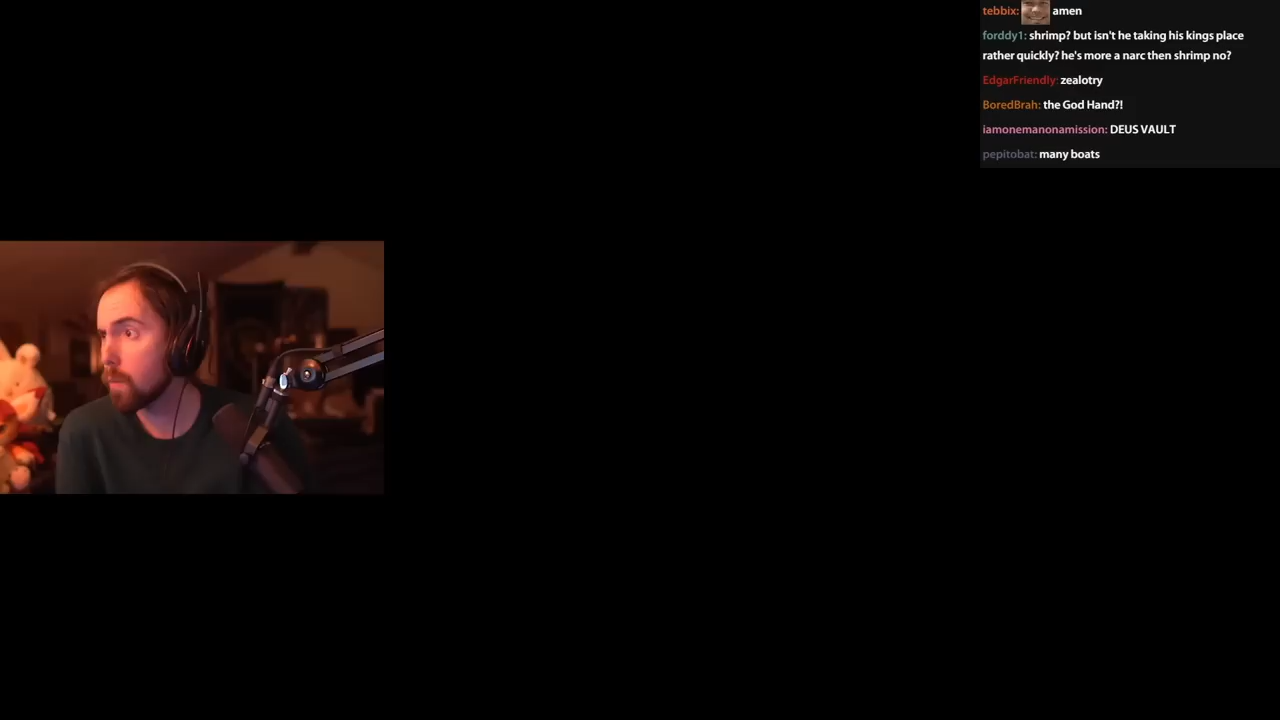 tebbix: amen
forddy1: shrimp? but isn't he taking his kings place
rather quickly? he's more a narc then shrimp no?
EdgarFriendly: zealotry
BoredBrah: the God Hand?!
iamonemanonamission: DEUS VAULT
pepitobat: many boats